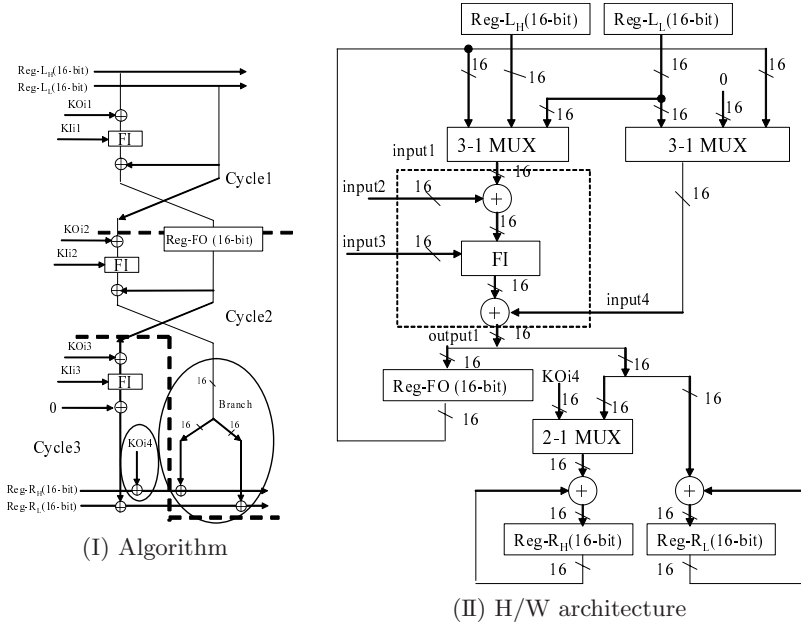 Reg-L_H(16-bit)
Reg-L_L(16-bit)
KOi1
KIi1
FI
Cycle1
KOi2
Reg-FO (16-bit)
KIi2
FI
Cycle2
KOi3
KIi3
FI
0
16
Branch
16
16
Cycle3
KOi4
Reg-R_H(16-bit)
Reg-R_L(16-bit)
(I) Algorithm
Reg-L_H(16-bit)
Reg-L_L(16-bit)
16
16
16
0
16
16
16
16
3-1 MUX
3-1 MUX
input1
16
input2
16
16
16
input3
16
FI
16
input4
output1
16
16
16
Reg-FO (16-bit)
KOi4
16
16
16
16
2-1 MUX
16
16
16
Reg-R_H(16-bit)
Reg-R_L(16-bit)
16
16
(II) H/W architecture